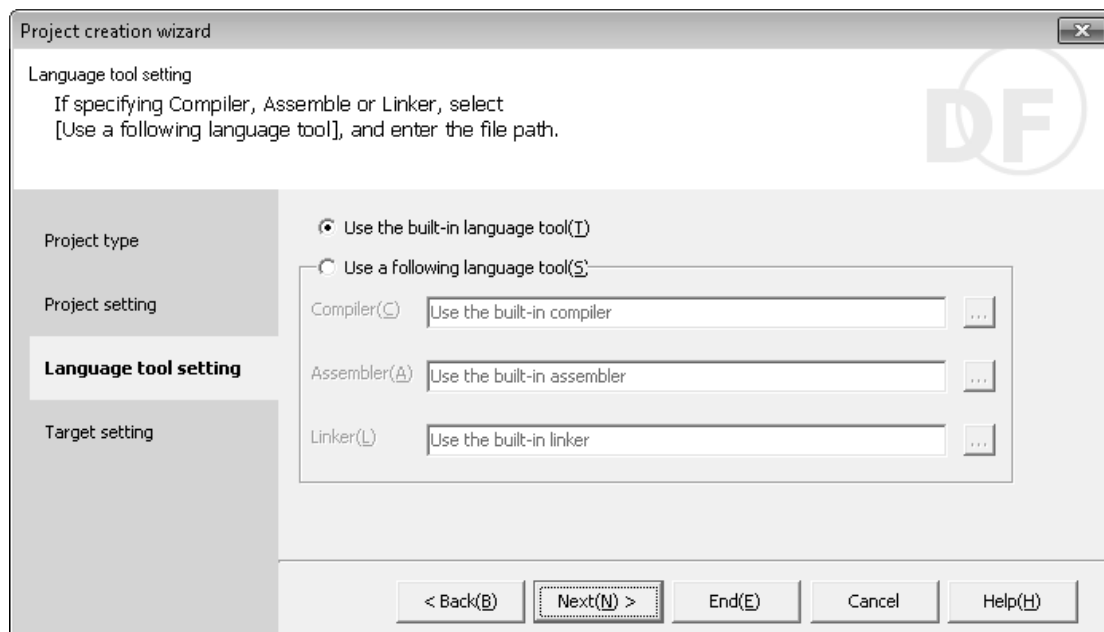 Project creation wizard
Language tool setting
If specifying Compiler, Assemble or Linker, select
[Use a following language tool], and enter the file path.
DF
Project type
Project setting
Language tool setting
Target setting
Use the built-in language tool(T)
Use a following language tool(S)
Compiler(C) Use the built-in compiler ...
Assembler(A) Use the built-in assembler ...
Linker(L) Use the built-in linker ...
< Back(B) Next(N) > End(E) Cancel Help(H)